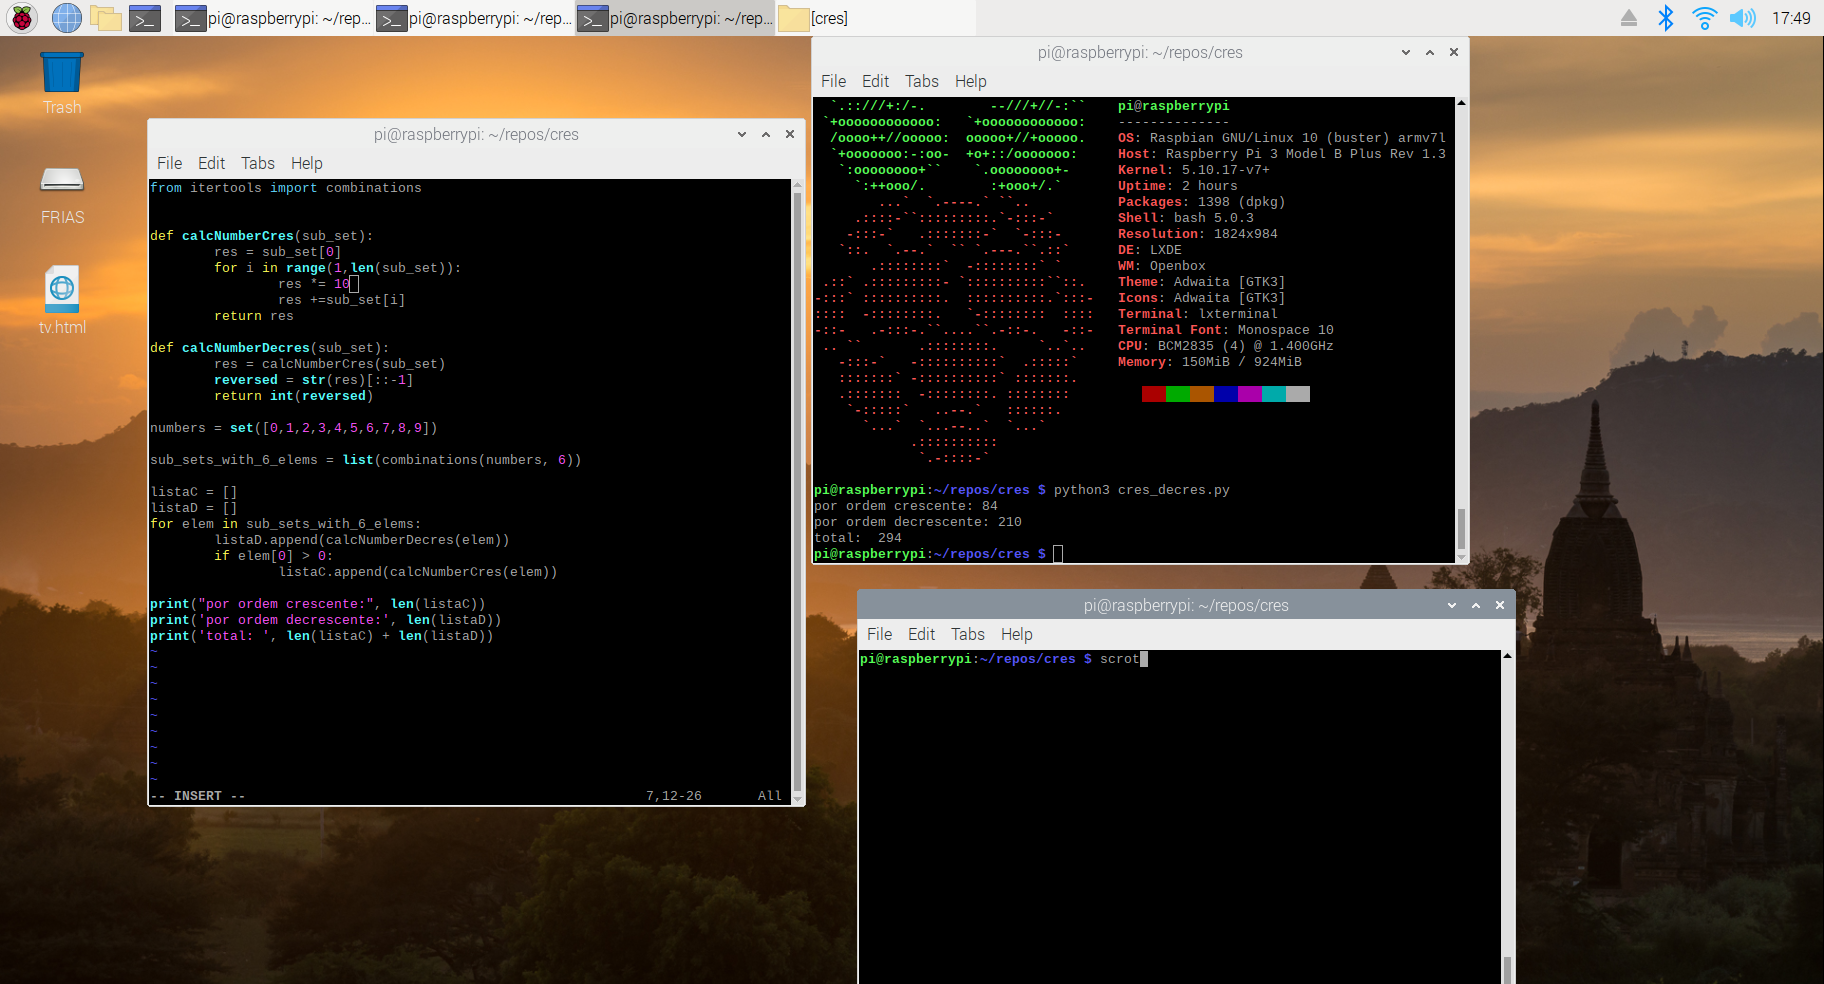 pi@raspberrypi: ~/rep... pi@raspberrypi: ~/rep... pi@raspberrypi: ~/rep... [cres] 17:49
Trash
FRIAS
tv.html
pi@raspberrypi: ~/repos/cres
File Edit Tabs Help
from itertools import combinations
def calcNumberCres(sub_set):
        res = sub_set[0]
        for i in range(1,len(sub_set)):
                res *= 10
                res +=sub_set[i]
        return res
def calcNumberDecres(sub_set):
        res = calcNumberCres(sub_set)
        reversed = str(res)[::-1]
        return int(reversed)
numbers = set([0,1,2,3,4,5,6,7,8,9])
sub_sets_with_6_elems = list(combinations(numbers, 6))
listaC = []
listaD = []
for elem in sub_sets_with_6_elems:
        listaD.append(calcNumberDecres(elem))
        if elem[0] > 0:
                listaC.append(calcNumberCres(elem))
print("por ordem crescente:", len(listaC))
print('por ordem decrescente:', len(listaD))
print('total: ', len(listaC) + len(listaD))
~
~
~
~
~
~
~
~
~
-- INSERT -- 7,12-26 All
pi@raspberrypi: ~/repos/cres
File Edit Tabs Help
pi@raspberrypi
--------------
OS: Raspbian GNU/Linux 10 (buster) armv7l
Host: Raspberry Pi 3 Model B Plus Rev 1.3
Kernel: 5.10.17-v7+
Uptime: 2 hours
Packages: 1398 (dpkg)
Shell: bash 5.0.3
Resolution: 1824x984
DE: LXDE
WM: Openbox
Theme: Adwaita [GTK3]
Icons: Adwaita [GTK3]
Terminal: lxterminal
Terminal Font: Monospace 10
CPU: BCM2835 (4) @ 1.400GHz
Memory: 150MiB / 924MiB
pi@raspberrypi:~/repos/cres $ python3 cres_decres.py
por ordem crescente: 84
por ordem decrescente: 210
total:  294
pi@raspberrypi:~/repos/cres $
pi@raspberrypi: ~/repos/cres
File Edit Tabs Help
pi@raspberrypi:~/repos/cres $ scrot